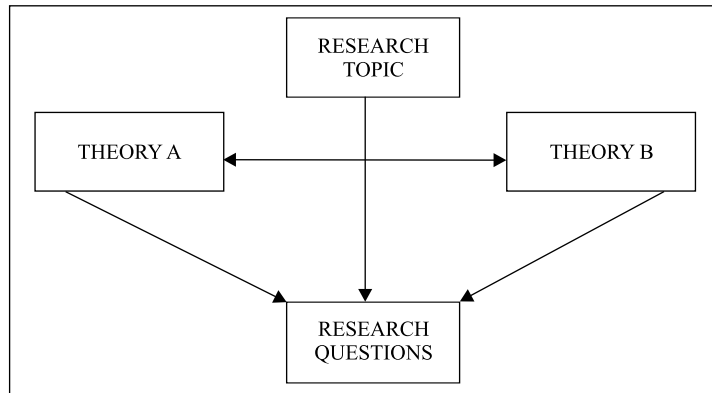 RESEARCH
TOPIC
THEORY A
THEORY B
RESEARCH
QUESTIONS